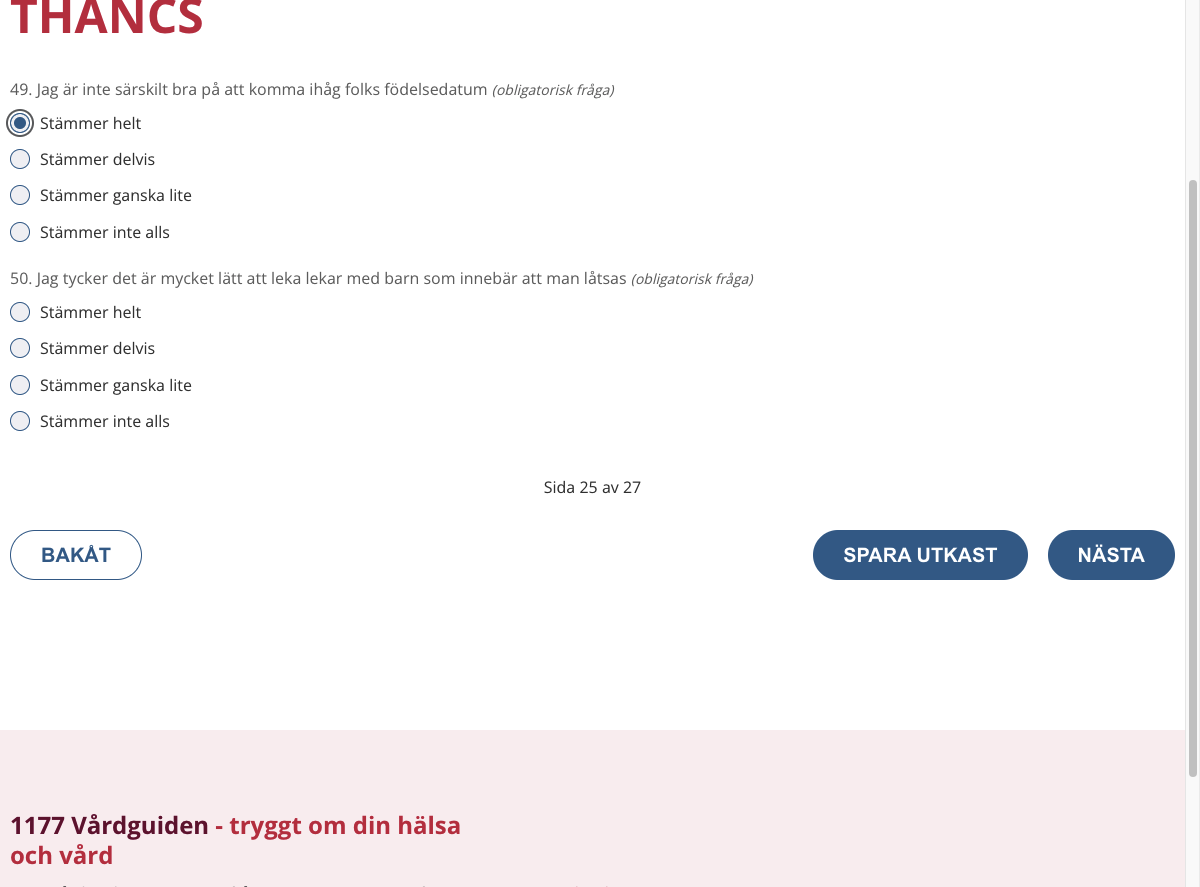 THANCS
49. Jag är inte särskilt bra på att komma ihåg folks födelsedatum (obligatorisk fråga)
Stämmer helt
Stämmer delvis
Stämmer ganska lite
Stämmer inte alls
50. Jag tycker det är mycket lätt att leka lekar med barn som innebär att man låtsas (obligatorisk fråga)
Stämmer helt
Stämmer delvis
Stämmer ganska lite
Stämmer inte alls
Sida 25 av 27
BAKÅT
SPARA UTKAST
NÄSTA
1177 Vårdguiden - tryggt om din hälsa
och vård